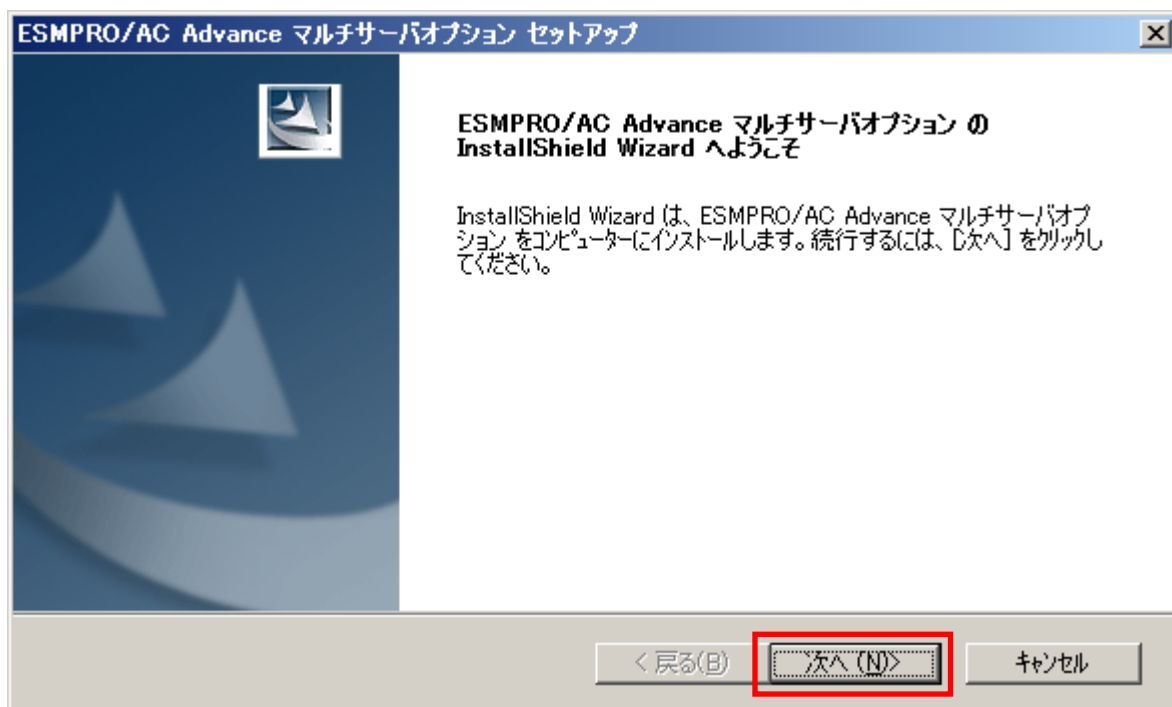 ESMPRO/AC Advance マルチサーバオプション セットアップ
ESMPRO/AC Advance マルチサーバオプション の
InstallShield Wizard へようこそ
InstallShield Wizard は、ESMPRO/AC Advance マルチサーバオプ
ション をコンピューターにインストールします。続行するには、[次へ] をクリックし
てください。
< 戻る(B)
次へ (N)>
キャンセル